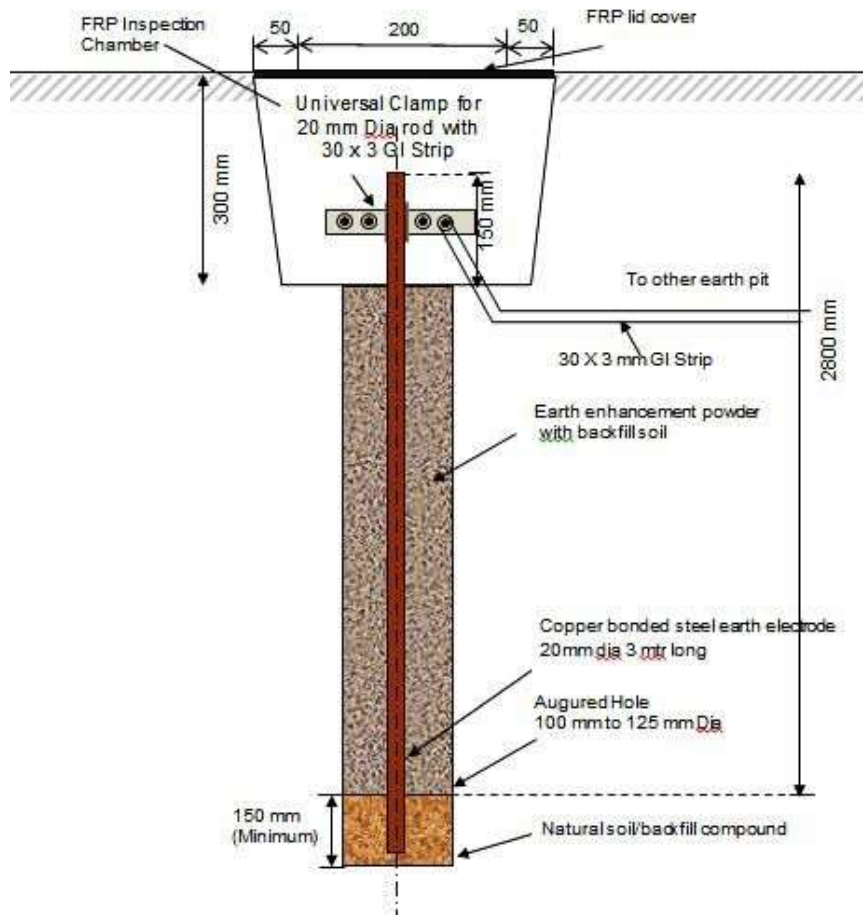 FRP Inspection
Chamber
50
200
50
FRP lid cover
Universal Clamp for
20 mm Dia rod with
30 x 3 GI Strip
300 mm
150 mm
To other earth pit
30 X 3 mm GI Strip
2800 mm
Earth enhancement powder
with backfill soil
Copper bonded steel earth electrode
20mm dia 3 mtr long
Augured Hole
100 mm to 125 mm Dia
150 mm
(Minimum)
Natural soil/backfill compound